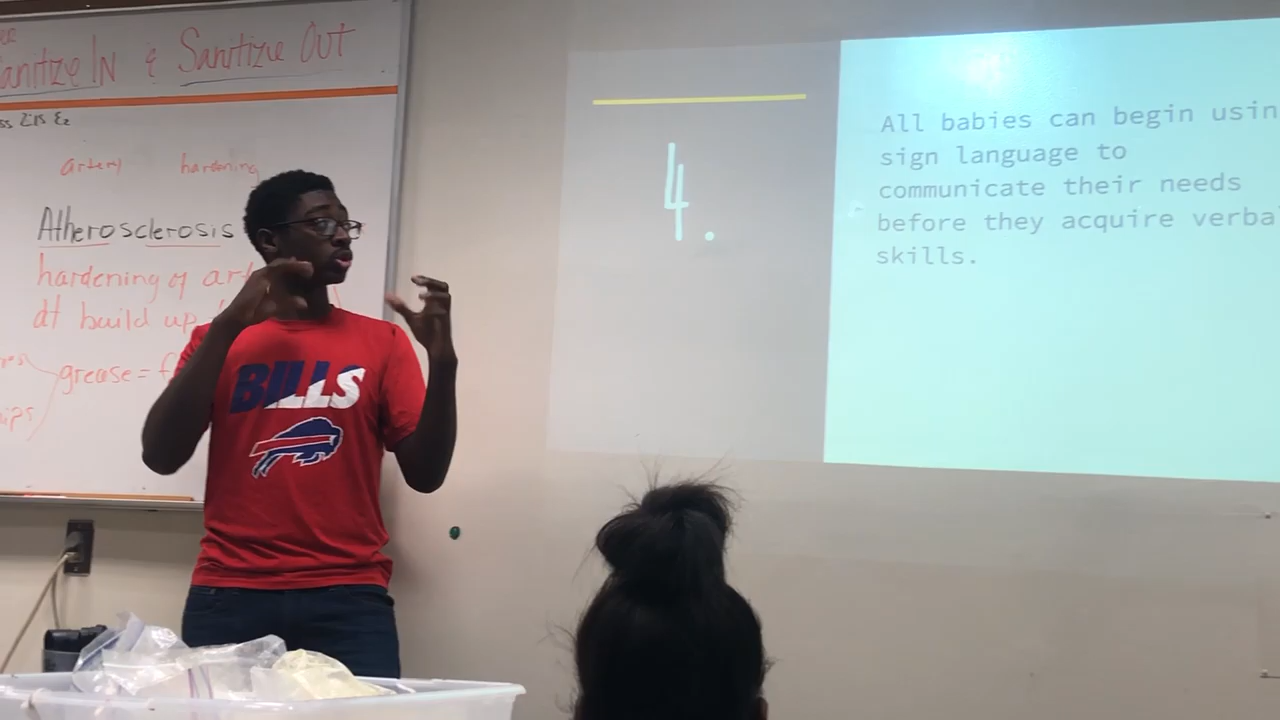 Sanitize IN & Sanitize OUT
artery hardening
Atherosclerosis
hardening of
dt build up
grease =
BILLS
4.
All babies can begin usin
sign language to
communicate their needs
before they acquire verba
skills.